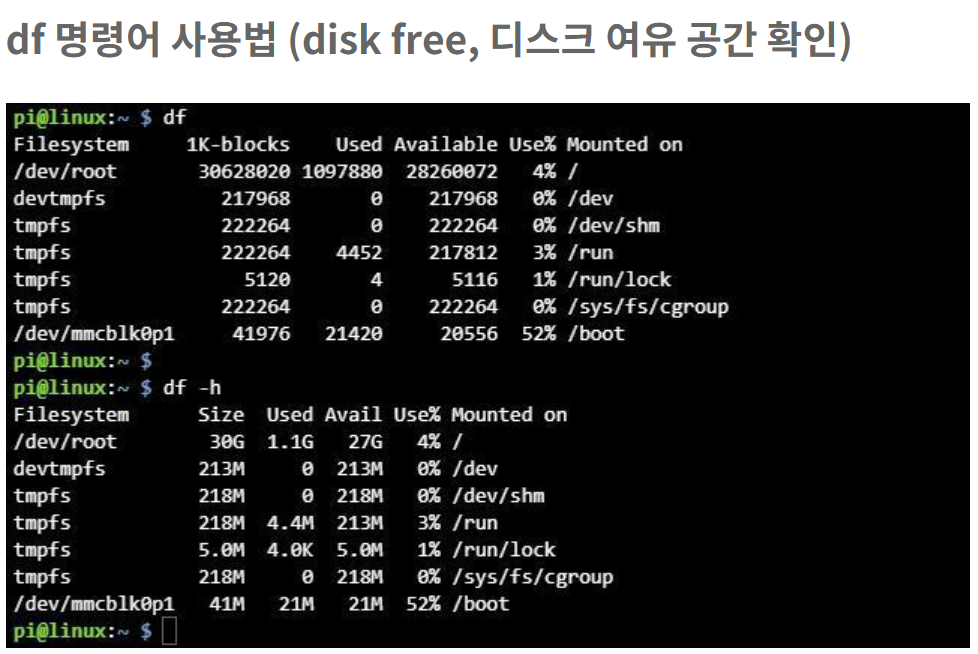 df 명령어 사용법 (disk free, 디스크 여유 공간 확인)
pi@linux:~ $ df
Filesystem     1K-blocks    Used Available Use% Mounted on
/dev/root       30628020 1097880  28260072   4% /
devtmpfs          217968       0    217968   0% /dev
tmpfs             222264       0    222264   0% /dev/shm
tmpfs             222264    4452    217812   3% /run
tmpfs               5120       4      5116   1% /run/lock
tmpfs             222264       0    222264   0% /sys/fs/cgroup
/dev/mmcblk0p1     41976   21420     20556  52% /boot
pi@linux:~ $
pi@linux:~ $ df -h
Filesystem      Size  Used Avail Use% Mounted on
/dev/root        30G  1.1G   27G   4% /
devtmpfs        213M     0  213M   0% /dev
tmpfs           218M     0  218M   0% /dev/shm
tmpfs           218M  4.4M  213M   3% /run
tmpfs           5.0M  4.0K  5.0M   1% /run/lock
tmpfs           218M     0  218M   0% /sys/fs/cgroup
/dev/mmcblk0p1   41M   21M   21M  52% /boot
pi@linux:~ $